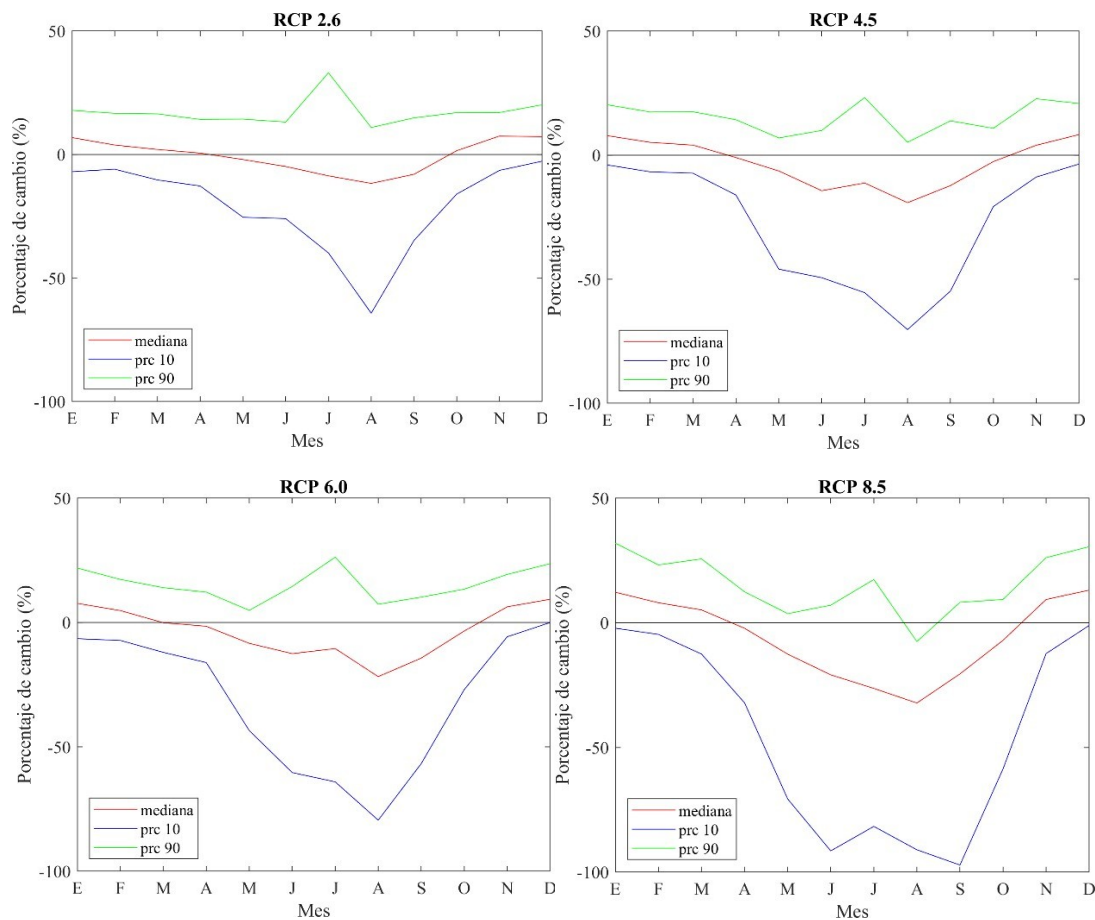 RCP 2.6
50
0
-50
-100
Porcentaje de cambio (%)
mediana
prc 10
prc 90
E F M A M J J A S O N D
Mes
RCP 4.5
50
0
-50
-100
Porcentaje de cambio (%)
mediana
prc 10
prc 90
E F M A M J J A S O N D
Mes
RCP 6.0
50
0
-50
-100
Porcentaje de cambio (%)
mediana
prc 10
prc 90
E F M A M J J A S O N D
Mes
RCP 8.5
50
0
-50
-100
Porcentaje de cambio (%)
mediana
prc 10
prc 90
E F M A M J J A S O N D
Mes